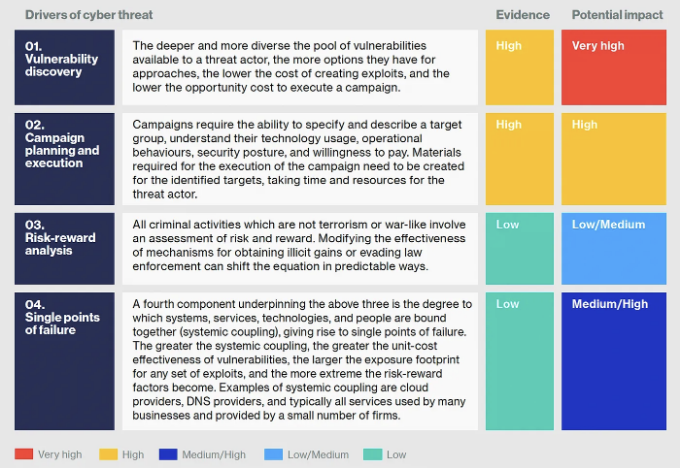 Drivers of cyber threat
Evidence
Potential impact
01.
Vulnerability
discovery
The deeper and more diverse the pool of vulnerabilities
available to a threat actor, the more options they have for
approaches, the lower the cost of creating exploits, and the
lower the opportunity cost to execute a campaign.
High
Very high
02.
Campaign
planning and
execution
Campaigns require the ability to specify and describe a target
group, understand their technology usage, operational
behaviours, security posture, and willingness to pay. Materials
required for the execution of the campaign need to be created
for the identified targets, taking time and resources for the
threat actor.
High
High
03.
Risk-reward
analysis
All criminal activities which are not terrorism or war-like involve
an assessment of risk and reward. Modifying the effectiveness
of mechanisms for obtaining illicit gains or evading law
enforcement can shift the equation in predictable ways.
Low
Low/Medium
04.
Single points
of failure
A fourth component underpinning the above three is the degree to
which systems, services, technologies, and people are bound
together (systemic coupling), giving rise to single points of failure.
The greater the systemic coupling, the greater the unit-cost
effectiveness of vulnerabilities, the larger the exposure footprint
for any set of exploits, and the more extreme the risk-reward
factors become. Examples of systemic coupling are cloud
providers, DNS providers, and typically all services used by many
businesses and provided by a small number of firms.
Low
Medium/High
Very high
High
Medium/High
Low/Medium
Low